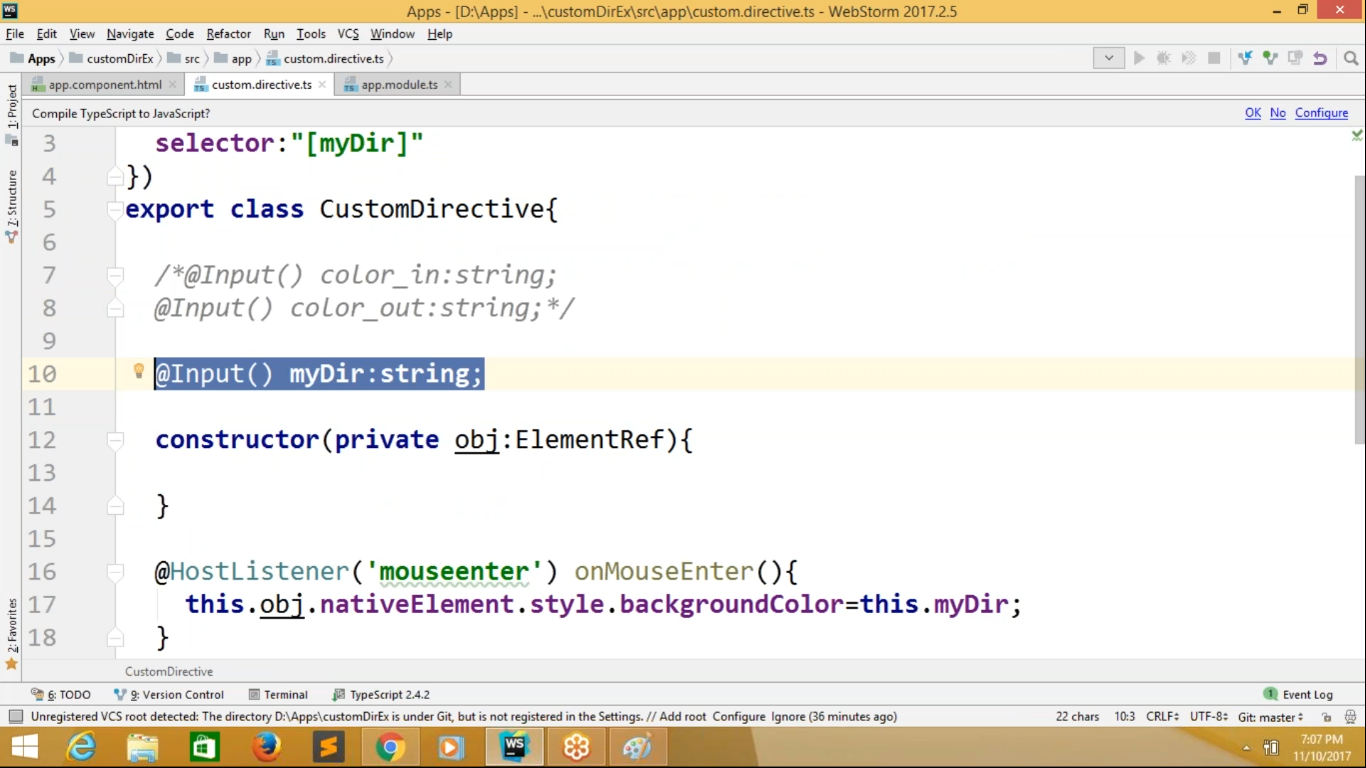 WS Apps - [D:\Apps] - ...\customDirEx\src\app\custom.directive.ts - WebStorm 2017.2.5
File Edit View Navigate Code Refactor Run Tools VCS Window Help
Apps customDirEx src app custom.directive.ts
app.component.html custom.directive.ts app.module.ts
1: Project
Compile TypeScript to JavaScript? OK No Configure
7: Structure
3 selector:"[myDir]"
4 })
5 export class CustomDirective{
6
7 /*@Input() color_in:string;
8 @Input() color_out:string;*/
9
10 @Input() myDir:string;
11
12 constructor(private obj:ElementRef){
13
14 }
15
16 @HostListener('mouseenter') onMouseEnter(){
17 this.obj.nativeElement.style.backgroundColor=this.myDir;
18 }
2: Favorites
CustomDirective
6: TODO 9: Version Control Terminal TypeScript 2.4.2 1 Event Log
Unregistered VCS root detected: The directory D:\Apps\customDirEx is under Git, but is not registered in the Settings. // Add root Configure Ignore (36 minutes ago) 22 chars 10:3 CRLF UTF-8 Git: master
WS
7:07 PM
11/10/2017